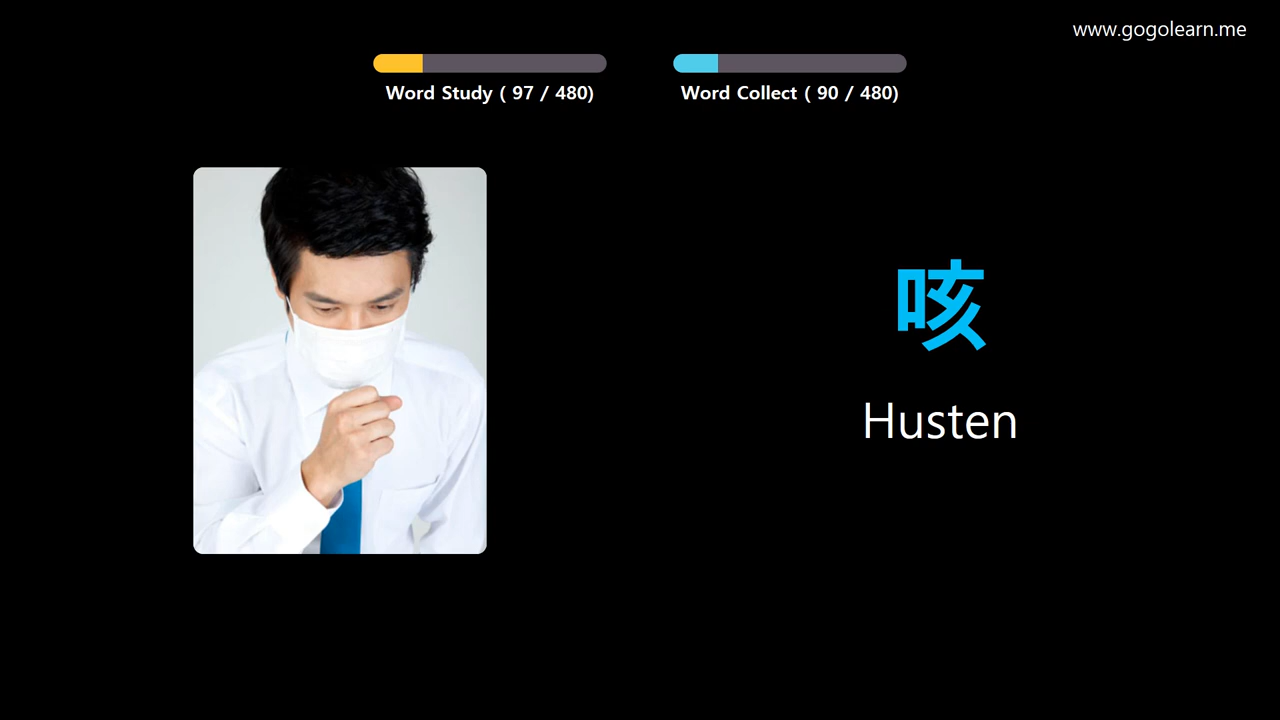 www.gogolearn.me
Word Study ( 97 / 480)
Word Collect ( 90 / 480)
咳
Husten